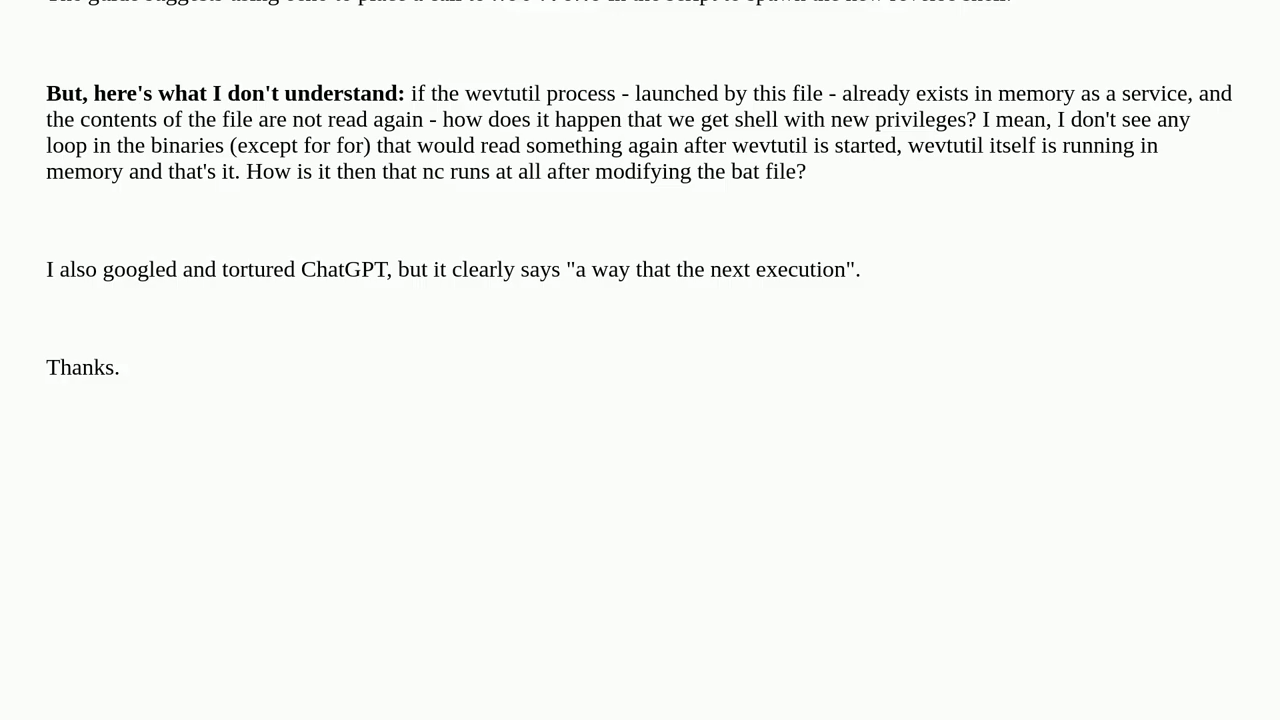 But, here's what I don't understand: if the wevtutil process - launched by this file - already exists in memory as a service, and
the contents of the file are not read again - how does it happen that we get shell with new privileges? I mean, I don't see any
loop in the binaries (except for for) that would read something again after wevtutil is started, wevtutil itself is running in
memory and that's it. How is it then that nc runs at all after modifying the bat file?
I also googled and tortured ChatGPT, but it clearly says "a way that the next execution".
Thanks.